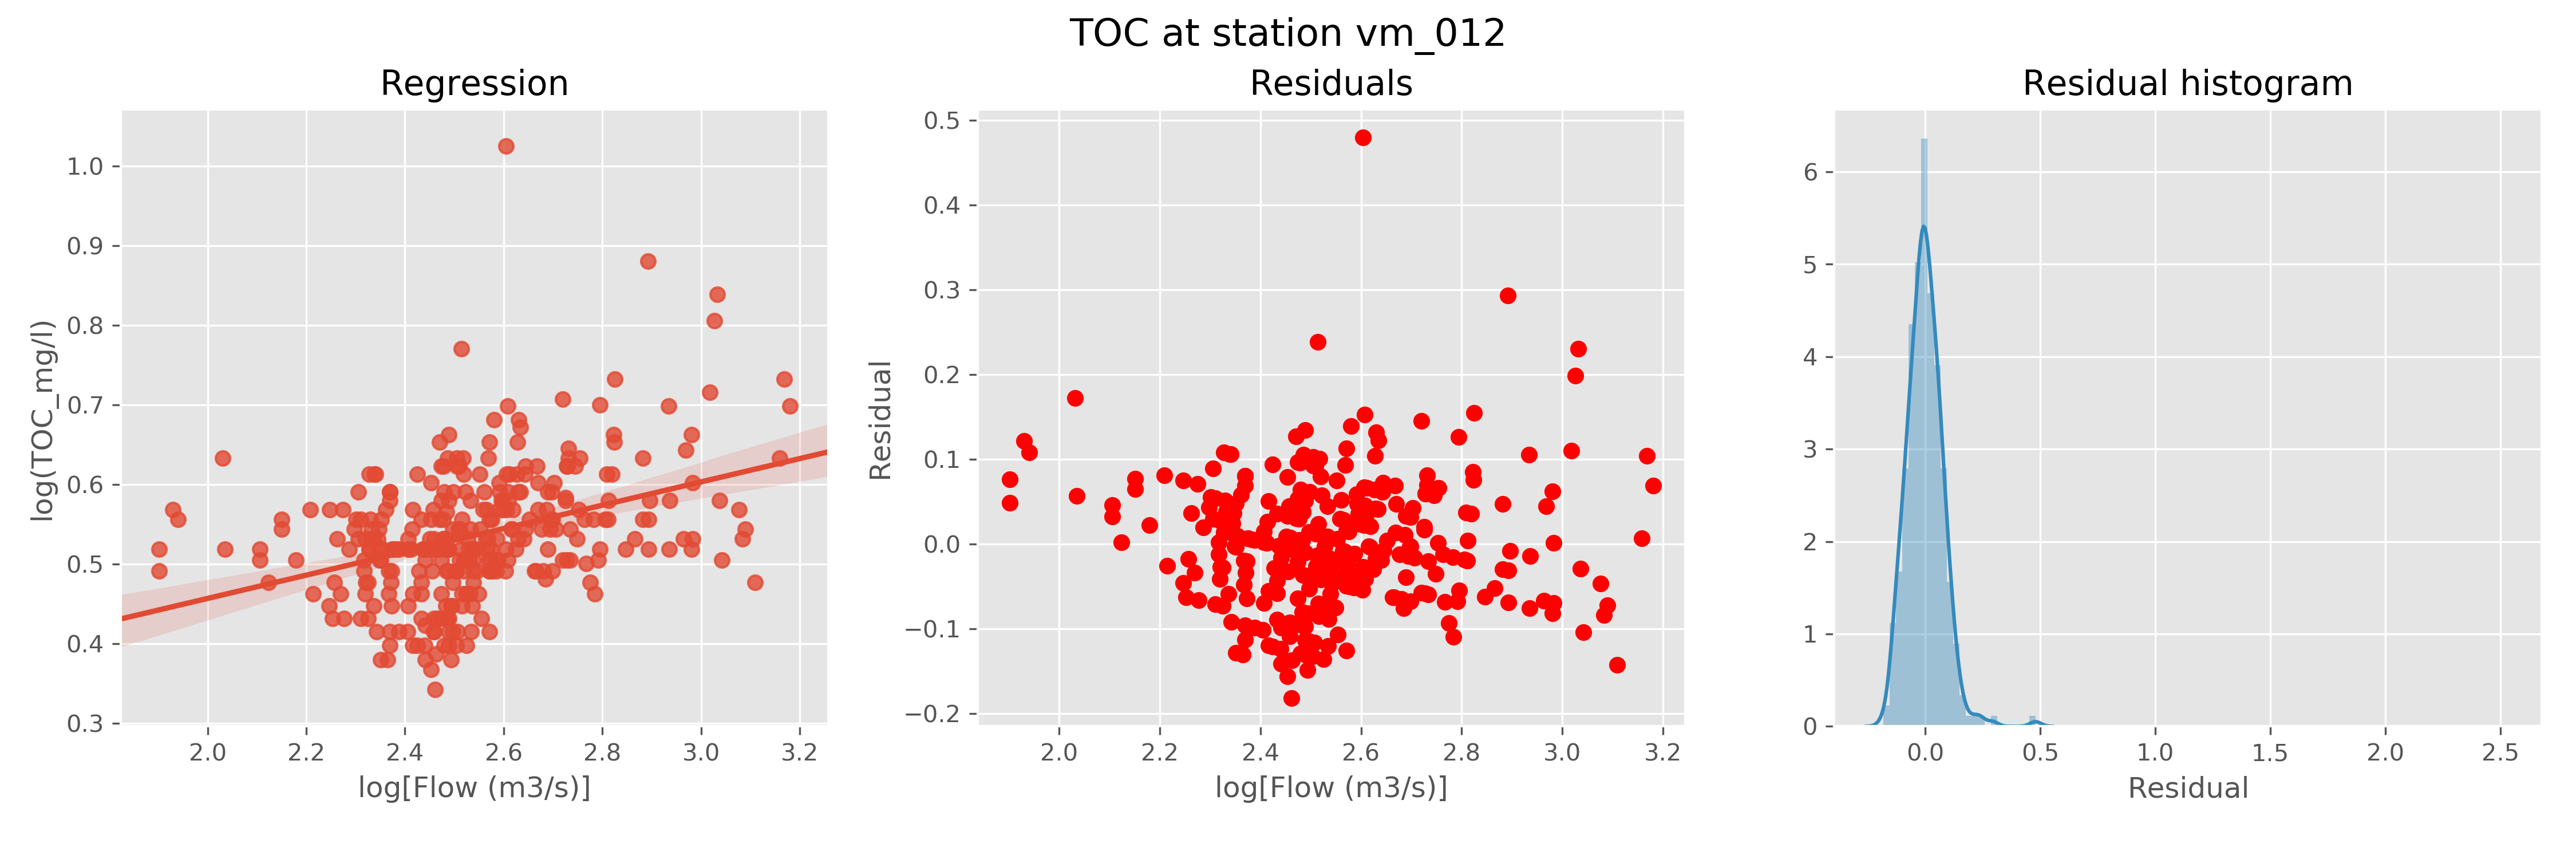 TOC at station vm_012
Regression
log(TOC_mg/l)
1.0
0.9
0.8
0.7
0.6
0.5
0.4
0.3
2.0 2.2 2.4 2.6 2.8 3.0 3.2
log[Flow (m3/s)]
Residuals
Residual
0.5
0.4
0.3
0.2
0.1
0.0
−0.1
−0.2
2.0 2.2 2.4 2.6 2.8 3.0 3.2
log[Flow (m3/s)]
Residual histogram
6
5
4
3
2
1
0
0.0 0.5 1.0 1.5 2.0 2.5
Residual